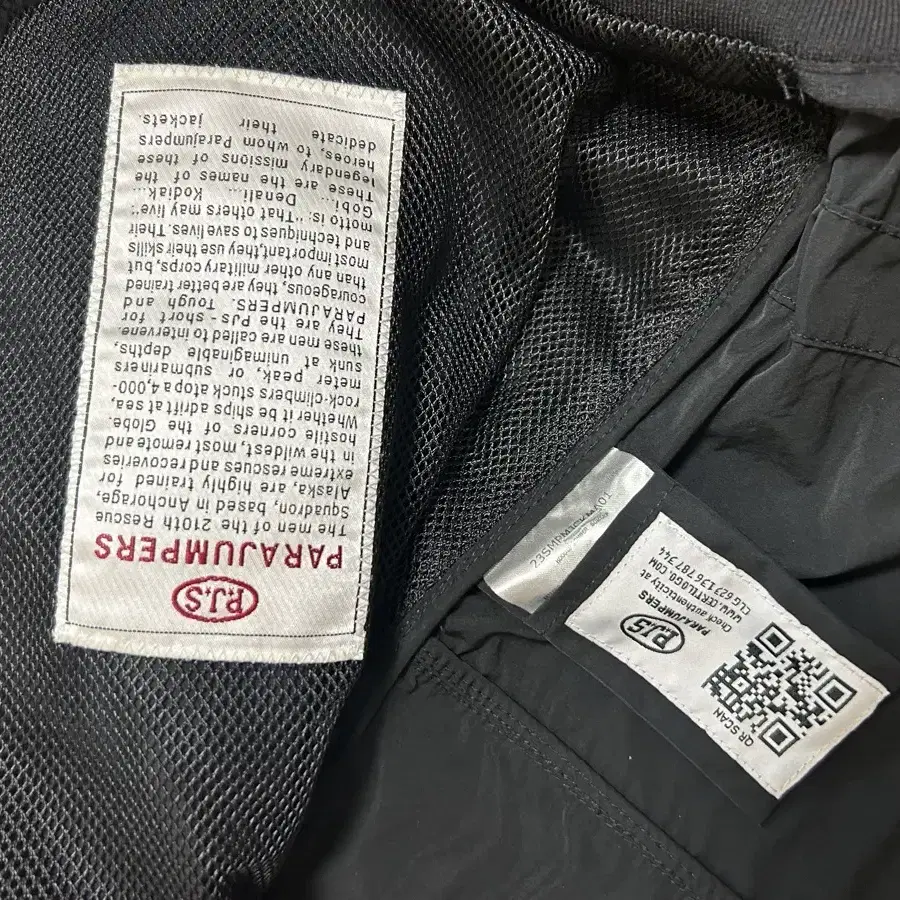 P.J.S
PARAJUMPERS
The men of the 210th Rescue
Squadron, based in Anchorage,
Alaska, are highly trained for
extreme rescues and recoveries
in the wildest, most remote and
hostile corners of the Globe.
Whether it be ships adrift at sea,
rock-climbers stuck atop a 4,000-
meter peak, or submariners
sunk at unimaginable depths,
these men are called to intervene.
They are the PJs - short for
PARAJUMPERS. Tough and
courageous, they are better trained
than any other military corps, but
most important, they use their skills
and techniques to save lives. Their
motto is: "That others may live".
Gobi... Denali... Kodiak...
These are the names of the
legendary missions of these
heroes, to whom Parajumpers
dedicate their jackets.
P.J.S
PARAJUMPERS
Check authenticity at
WWW.CERTILOGO.COM
CLG 623 136 787 744
QR SCAN